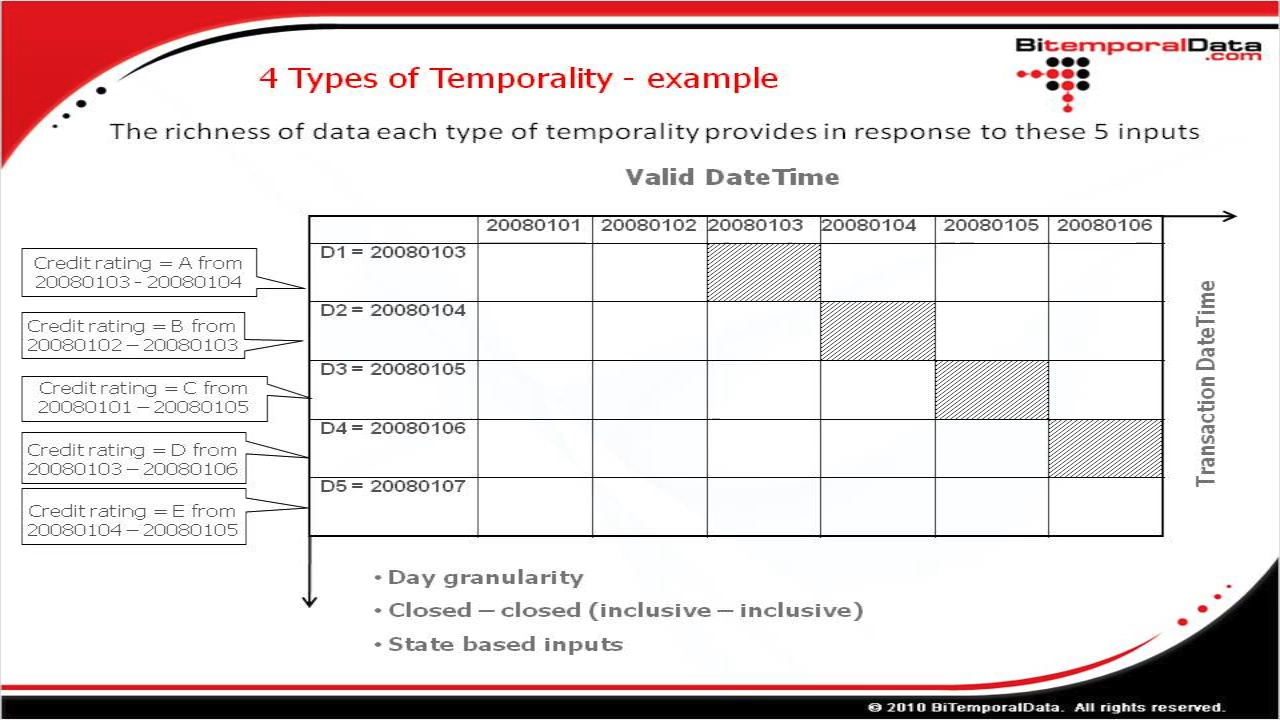 BitemporalData
.com
4 Types of Temporality - example
The richness of data each type of temporality provides in response to these 5 inputs
Valid DateTime
20080101 20080102 20080103 20080104 20080105 20080106
Credit rating = A from
20080103 - 20080104
D1 = 20080103
Credit rating = B from
20080102 – 20080103
D2 = 20080104
Credit rating = C from
20080101 – 20080105
D3 = 20080105
Credit rating = D from
20080103 – 20080106
D4 = 20080106
Credit rating = E from
20080104 – 20080105
D5 = 20080107
Transaction DateTime
• Day granularity
• Closed – closed (inclusive – inclusive)
• State based inputs
© 2010 BiTemporalData. All rights reserved.